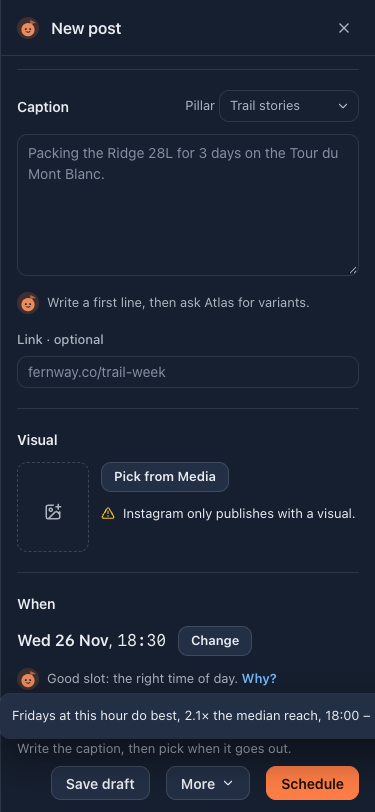 New post
Caption
Pillar
Trail stories
Packing the Ridge 28L for 3 days on the Tour du
Mont Blanc.
Write a first line, then ask Atlas for variants.
Link · optional
fernway.co/trail-week
Visual
Pick from Media
Instagram only publishes with a visual.
When
Wed 26 Nov, 18:30
Change
Good slot: the right time of day. Why?
Fridays at this hour do best, 2.1× the median reach, 18:00 –
Write the caption, then pick when it goes out.
Save draft
More
Schedule